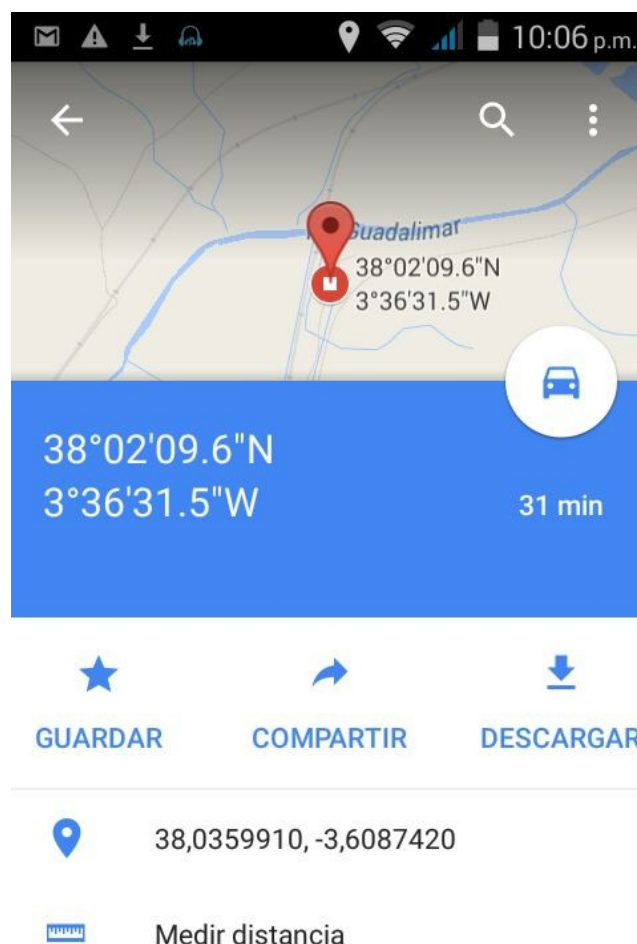 10:06 p.m.
Guadalimar
38°02'09.6"N
3°36'31.5"W
38°02'09.6"N
3°36'31.5"W
31 min
GUARDAR
COMPARTIR
DESCARGAR
38,0359910, -3,6087420
Medir distancia